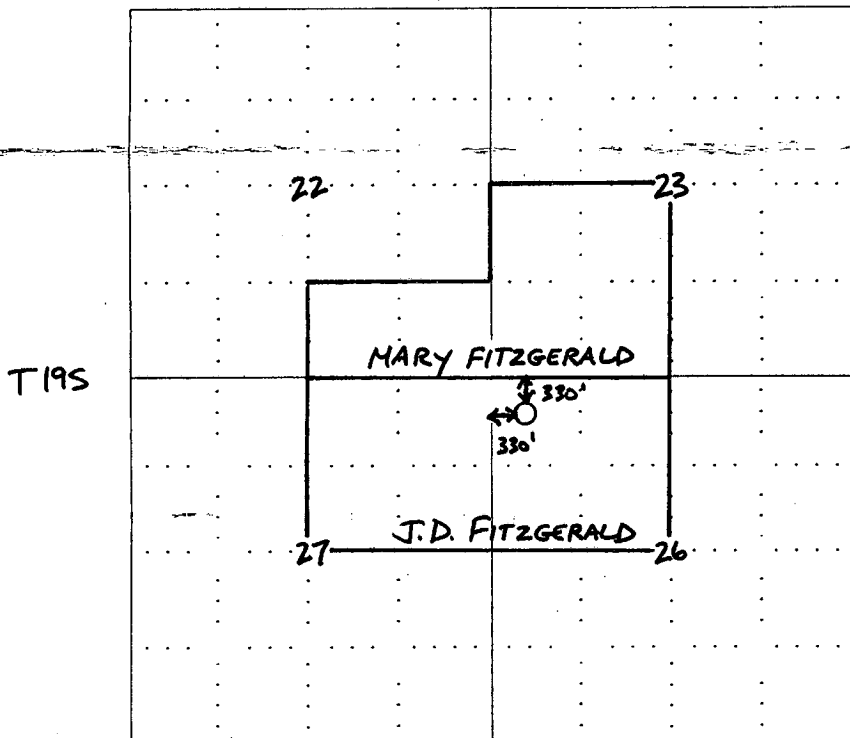 22
23
MARY FITZGERALD
T19S
330'
330'
J.D. FITZGERALD
27
26